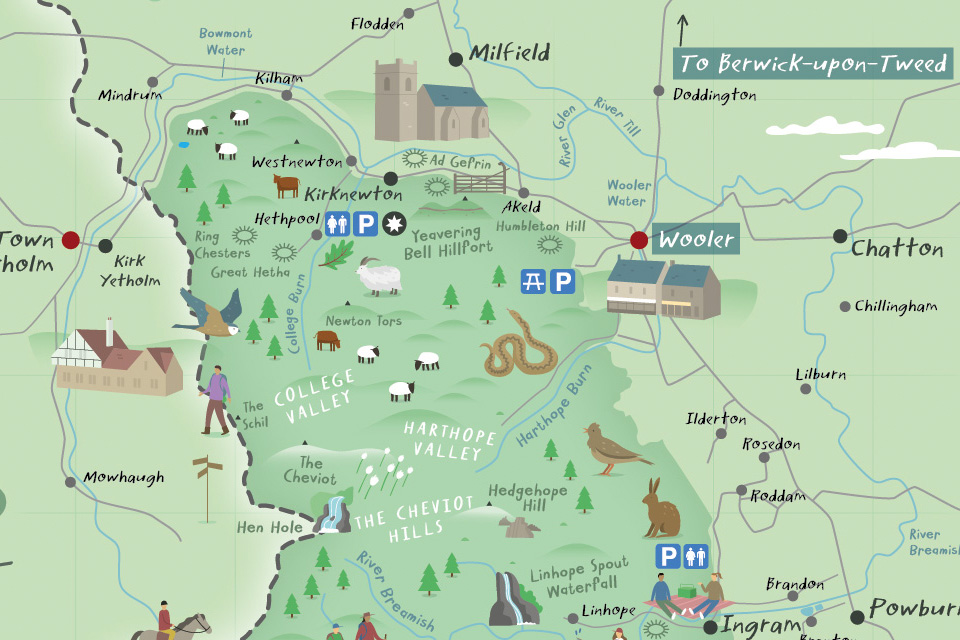 Flodden
Bowmont
Water
Milfield
To Berwick-upon-Tweed
Kilham
Mindrum
Doddington
River Glen
River Till
Westnewton
Ad Gefrin
Kirknewton
Akeld
Wooler
Water
Hethpool
P
Humbleton Hill
Ring
Chesters
Yeavering
Bell Hillfort
Great Hetha
Town
Kirk
Yetholm
Wooler
Chatton
P
College Burn
Newton Tors
Chillingham
COLLEGE
VALLEY
Lilburn
The
Schil
Harthope Burn
HARTHOPE
VALLEY
Ilderton
Rosedon
The
Cheviot
Mowhaugh
Hedgehope
Hill
Roddam
Hen Hole
THE CHEVIOT
HILLS
River
Breamish
P
River Breamish
Linhope Spout
Waterfall
Brandon
Linhope
Ingram